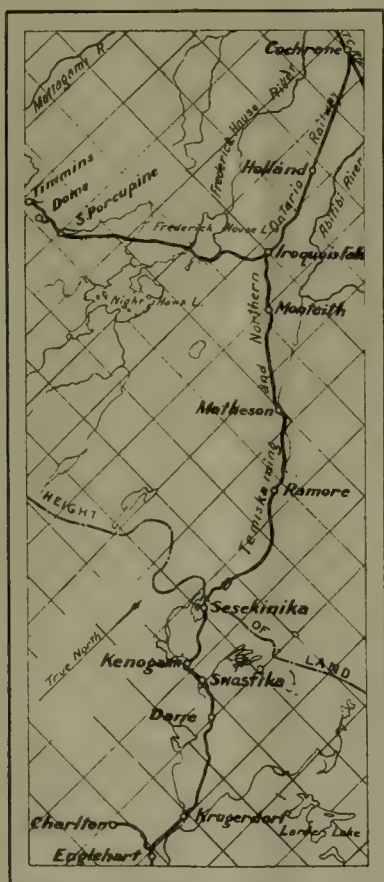 Cochrane
Mattagami R.
Frederick House River
Railway
Holland
Timmins
Dome
S. Porcupine
Frederick House L.
Ontario
Abitibi River
Iroquois Falls
Night Hawk L.
Monteith
Northern
and
Matheson
Temiskaming
Ramore
HEIGHT
OF
LAND
Sesekinika
True North
Kenogami
Swastika
Dane
Krugerdorf
Charlton
Larder Lake
Englehart